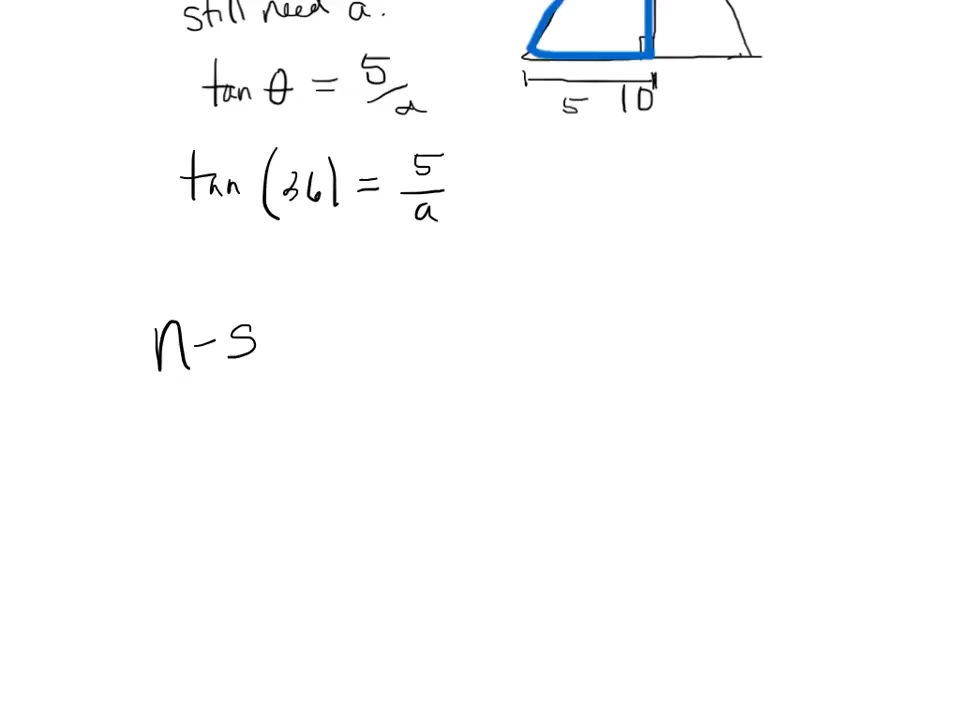 still need a.
tan θ = 5/a
5 10
tan (36) = 5/a
n-s